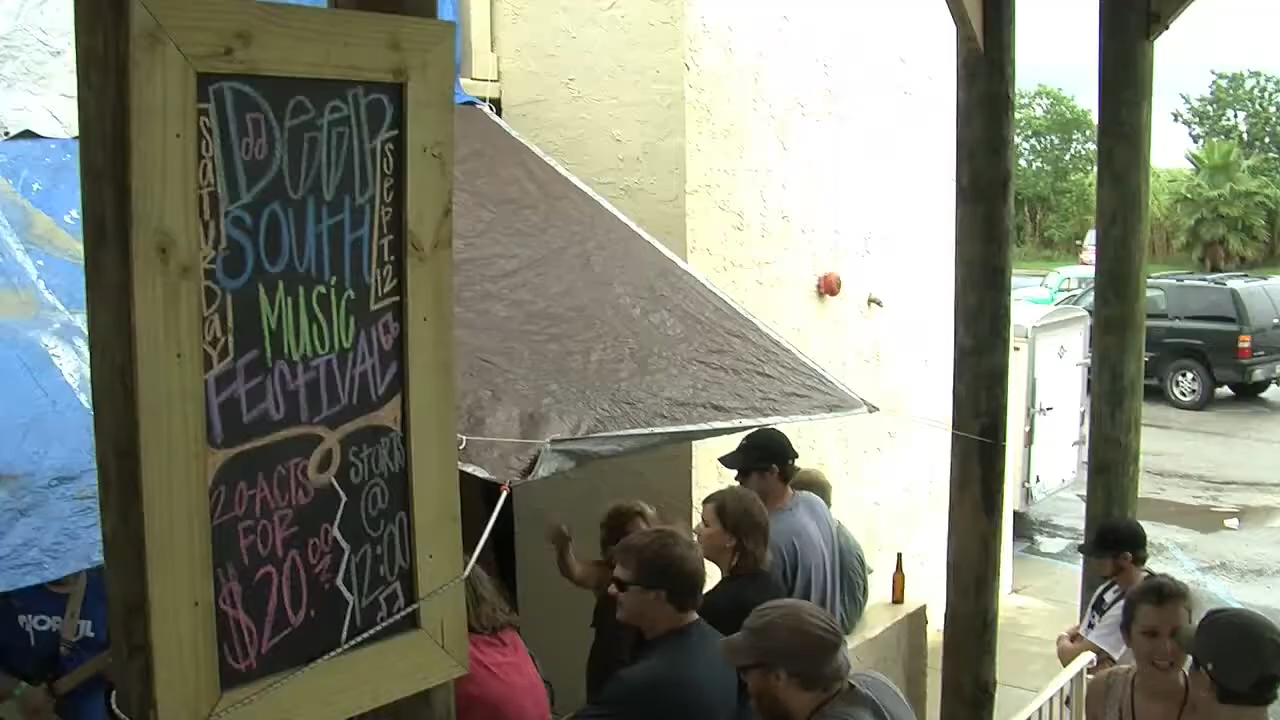 SATURDAY
DEEP
SEPT. 12
SOUTH
MUSIC
FESTIVAL
20-ACTS
FOR
$20.00
STARTS
@
12:00